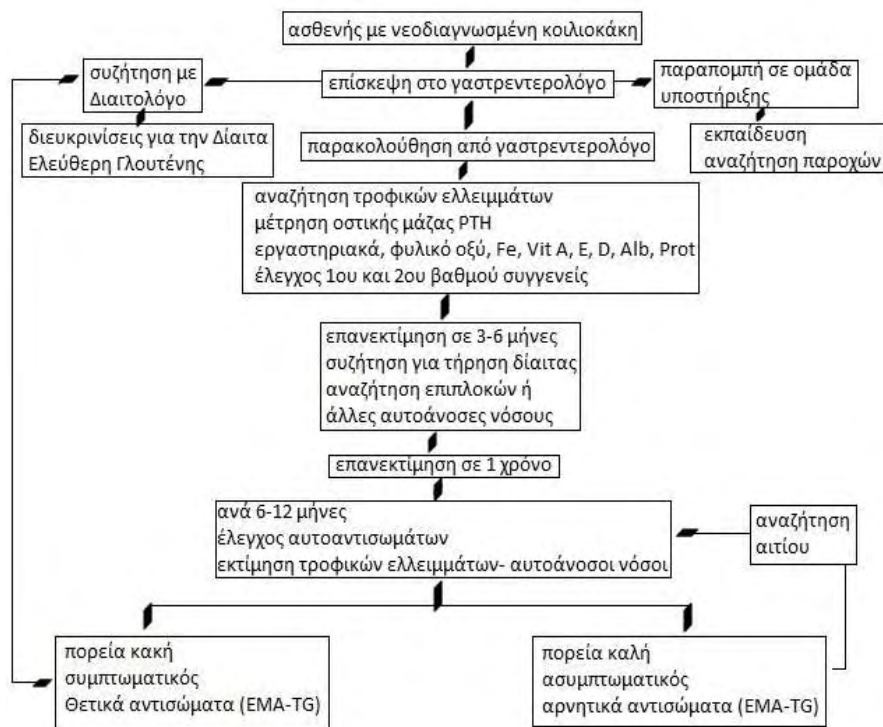 ασθενής με νεοδιαγνωσμένη κοιλιοκάκη
συζήτηση με
Διαιτολόγο
επίσκεψη στο γαστρεντερολόγο
παραπομπή σε ομάδα
υποστήριξης
διευκρινίσεις για την Δίαιτα
Ελεύθερη Γλουτένης
παρακολούθηση από γαστρεντερολόγο
εκπαίδευση
αναζήτηση παροχών
αναζήτηση τροφικών ελλειμμάτων
μέτρηση οστικής μάζας PTH
εργαστηριακά, φυλικό οξύ, Fe, Vit A, E, D, Alb, Prot
έλεγχος 1ου και 2ου βαθμού συγγενείς
επανεκτίμηση σε 3-6 μήνες
συζήτηση για τήρηση δίαιτας
αναζήτηση επιπλοκών ή
άλλες αυτοάνοσες νόσους
επανεκτίμηση σε 1 χρόνο
ανά 6-12 μήνες
έλεγχος αυτοαντισωμάτων
εκτίμηση τροφικών ελλειμμάτων- αυτοάνοσοι νόσοι
αναζήτηση
αιτίου
πορεία κακή
συμπτωματικός
Θετικά αντισώματα (EMA-TG)
πορεία καλή
ασυμπτωματικός
αρνητικά αντισώματα (EMA-TG)